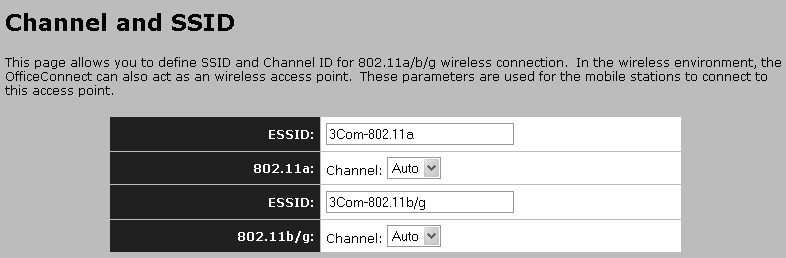 Channel and SSID
This page allows you to define SSID and Channel ID for 802.11a/b/g wireless connection.  In the wireless environment, the
OfficeConnect can also act as an wireless access point.  These parameters are used for the mobile stations to connect to
this access point.
ESSID: 3Com-802.11a
802.11a: Channel: Auto
ESSID: 3Com-802.11b/g
802.11b/g: Channel: Auto